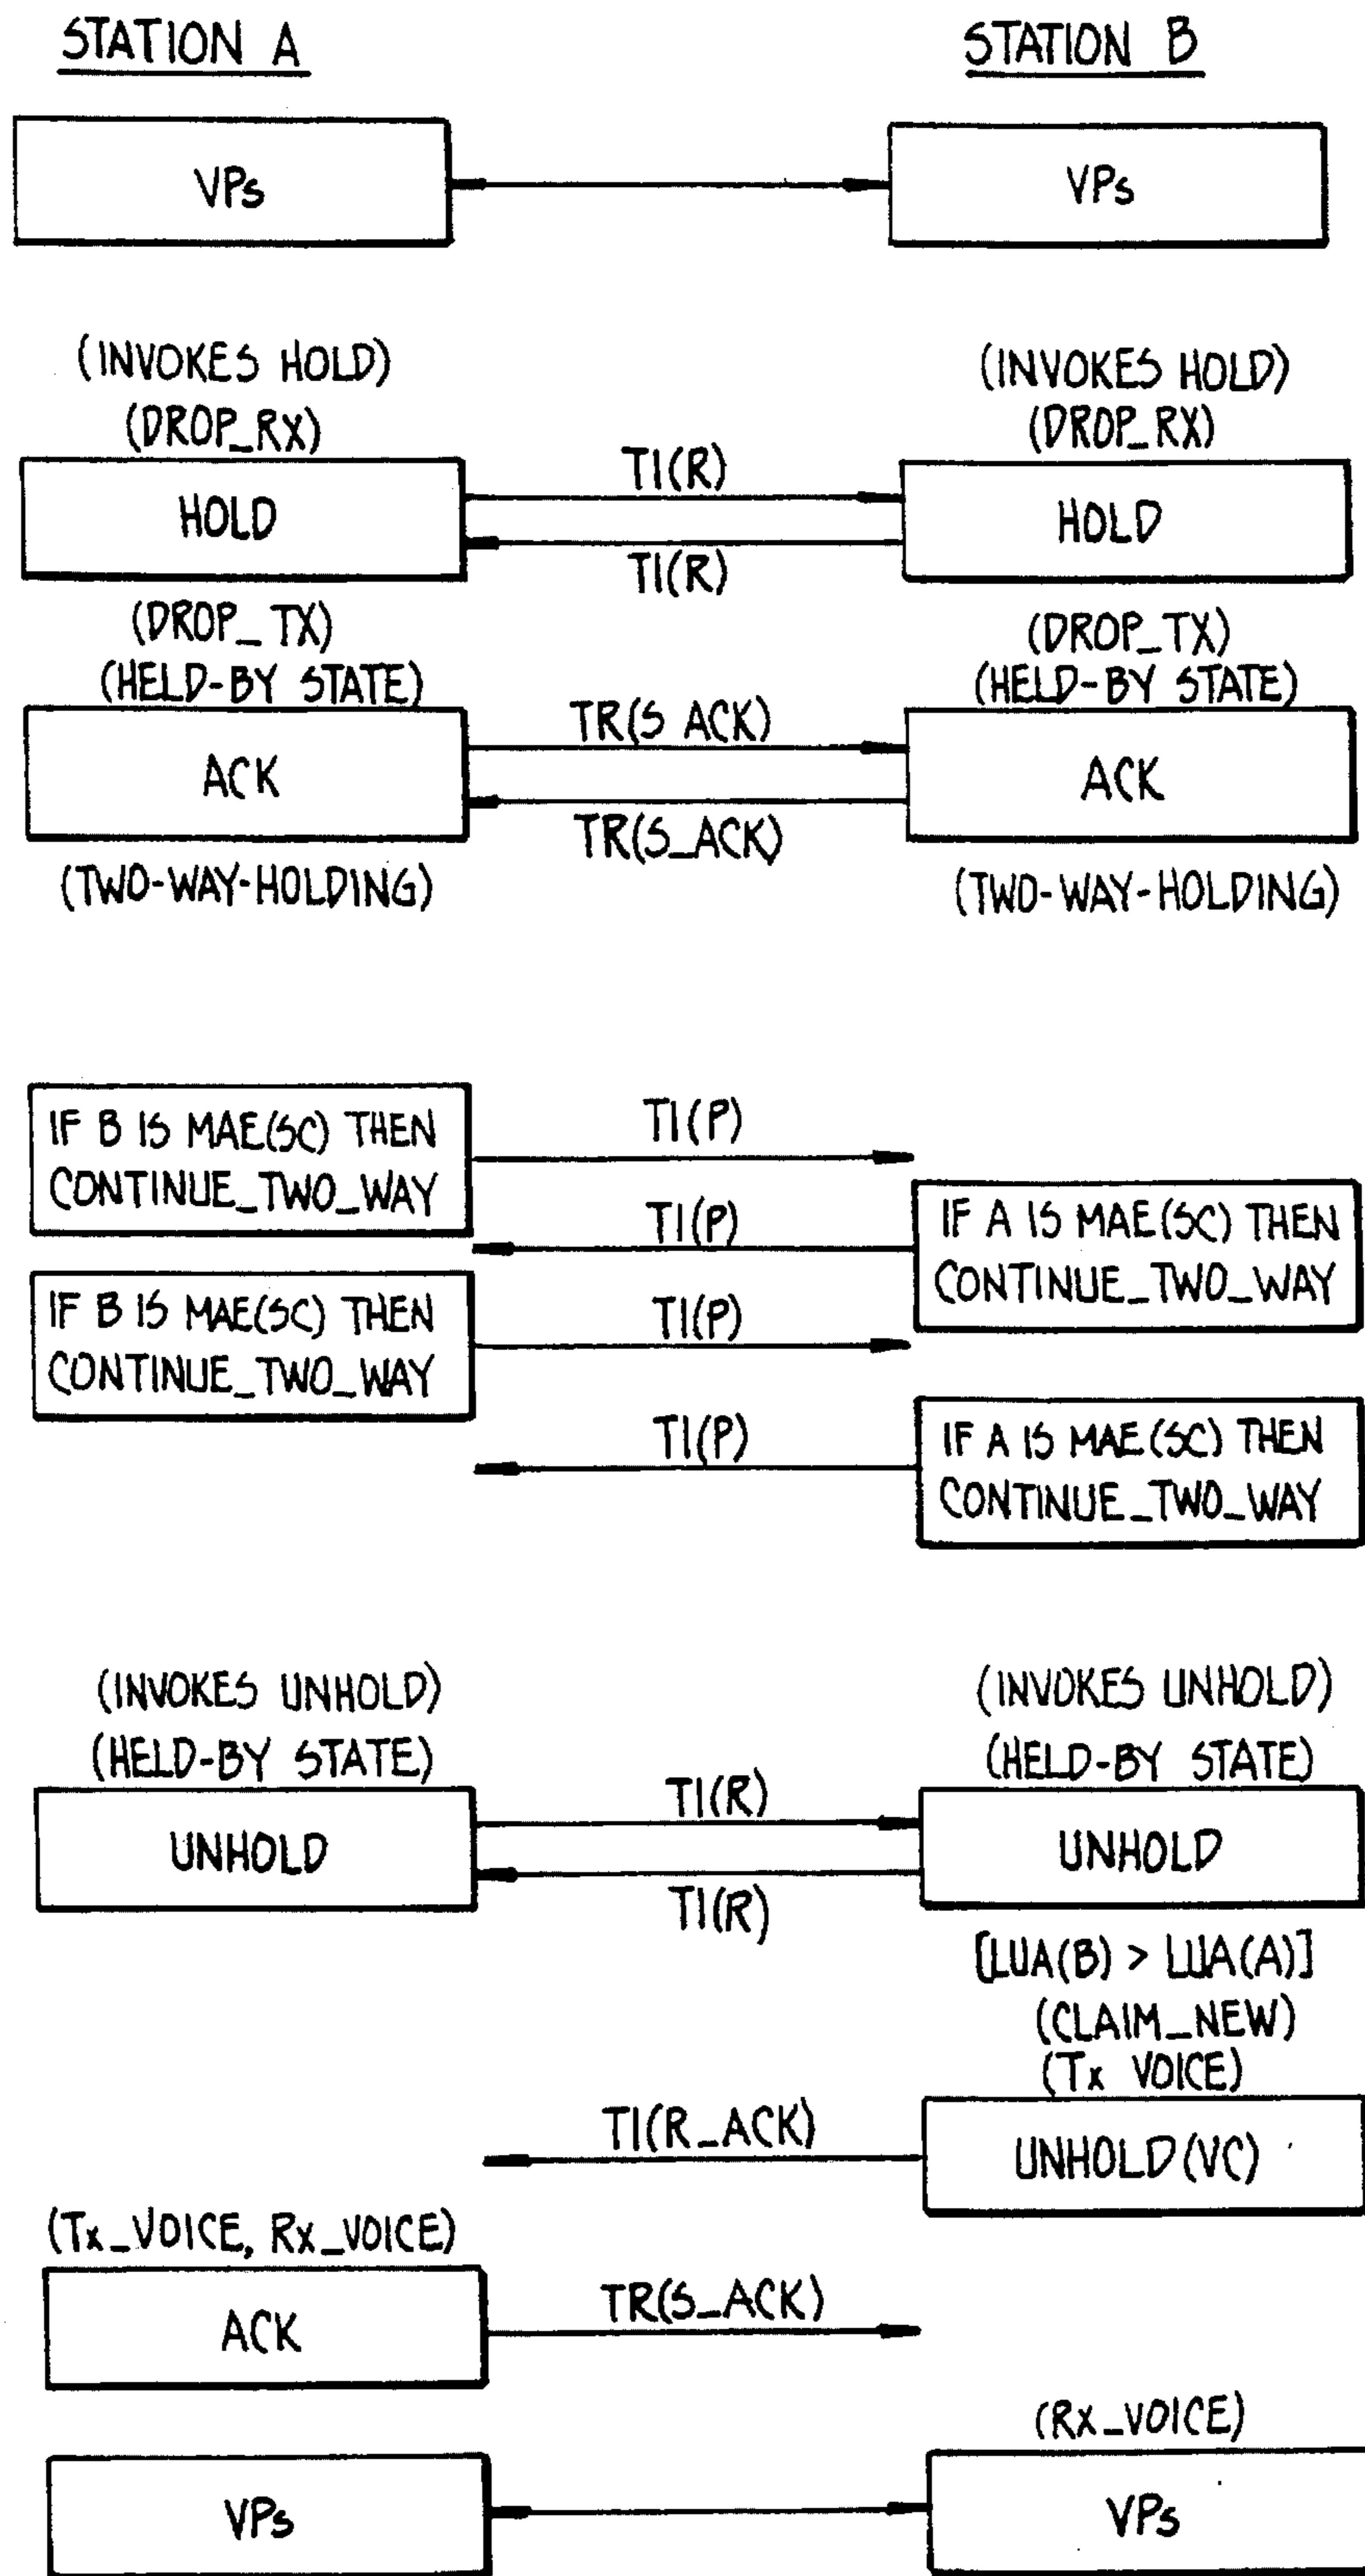 STATION A
STATION B
VPs
VPs
(INVOKES HOLD)
(INVOKES HOLD)
(DROP_RX)
(DROP_RX)
HOLD
TI(R)
TI(R)
HOLD
(DROP_TX)
(DROP_TX)
(HELD-BY STATE)
(HELD-BY STATE)
ACK
TR(S ACK)
TR(S_ACK)
ACK
(TWO-WAY-HOLDING)
(TWO-WAY-HOLDING)
IF B IS MAE(SC) THEN
CONTINUE_TWO_WAY
TI(P)
TI(P)
IF A IS MAE(SC) THEN
CONTINUE_TWO_WAY
IF B IS MAE(SC) THEN
CONTINUE_TWO_WAY
TI(P)
TI(P)
IF A IS MAE(SC) THEN
CONTINUE_TWO_WAY
(INVOKES UNHOLD)
(INVOKES UNHOLD)
(HELD-BY STATE)
(HELD-BY STATE)
UNHOLD
TI(R)
TI(R)
UNHOLD
[LUA(B) > LUA(A)]
(CLAIM_NEW)
(Tx VOICE)
TI(R_ACK)
UNHOLD(VC)
(Tx_VOICE, Rx_VOICE)
ACK
TR(S_ACK)
(Rx_VOICE)
VPs
VPs